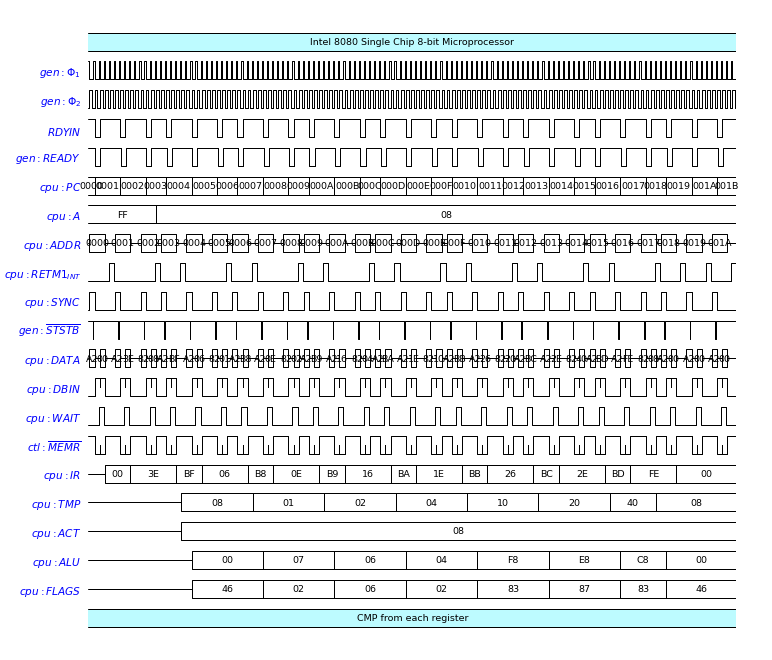 Intel 8080 Single Chip 8-bit Microprocessor
gen : Φ1
gen : Φ2
RDYIN
gen : READY
cpu : PC 0000 0001 0002 0003 0004 0005 0006 0007 0008 0009 000A 000B 000C 000D 000E 000F 0010 0011 0012 0013 0014 0015 0016 0017 0018 0019 001A 001B
cpu : A FF 08
cpu : ADDR 0000 0001 0002 0003 0004 0005 0006 0007 0008 0009 000A 000B 000C 000D 000E 000F 0010 0011 0012 0013 0014 0015 0016 0017 0018 0019 001A
cpu : RETM1INT
cpu : SYNC
gen : STSTB
cpu : DATA
cpu : DBIN
cpu : WAIT
ctl : MEMR
cpu : IR 00 3E BF 06 B8 0E B9 16 BA 1E BB 26 BC 2E BD FE 00
cpu : TMP 08 01 02 04 10 20 40 08
cpu : ACT 08
cpu : ALU 00 07 06 04 F8 E8 C8 00
cpu : FLAGS 46 02 06 02 83 87 83 46
CMP from each register